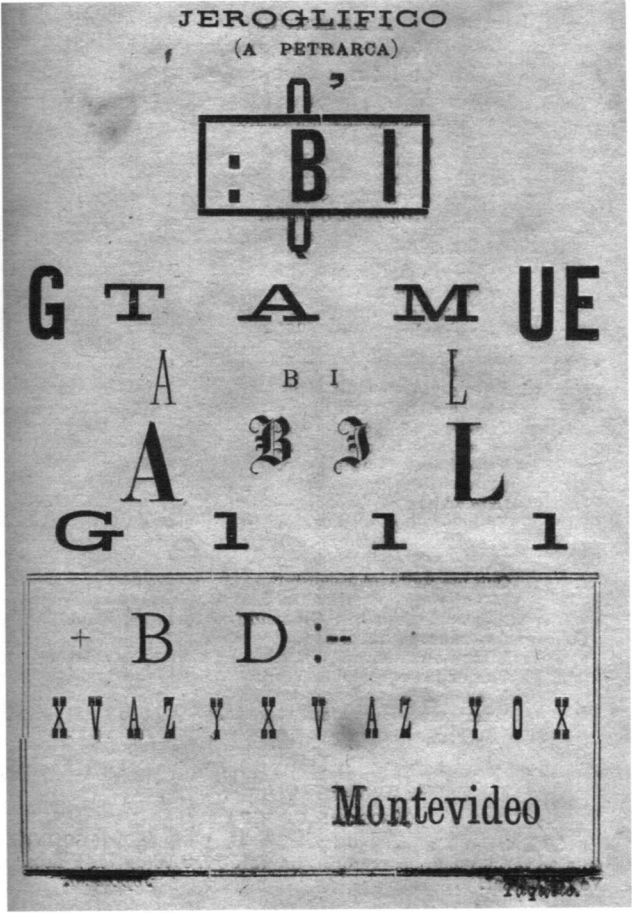 JEROGLIFICO
(A PETRARCA)
Q’
: B I
Q
G T A M UE
A B I L
A B I L
G 1 1 1
+ B D :--
X V A Z Y X V A Z Y O X
Montevideo